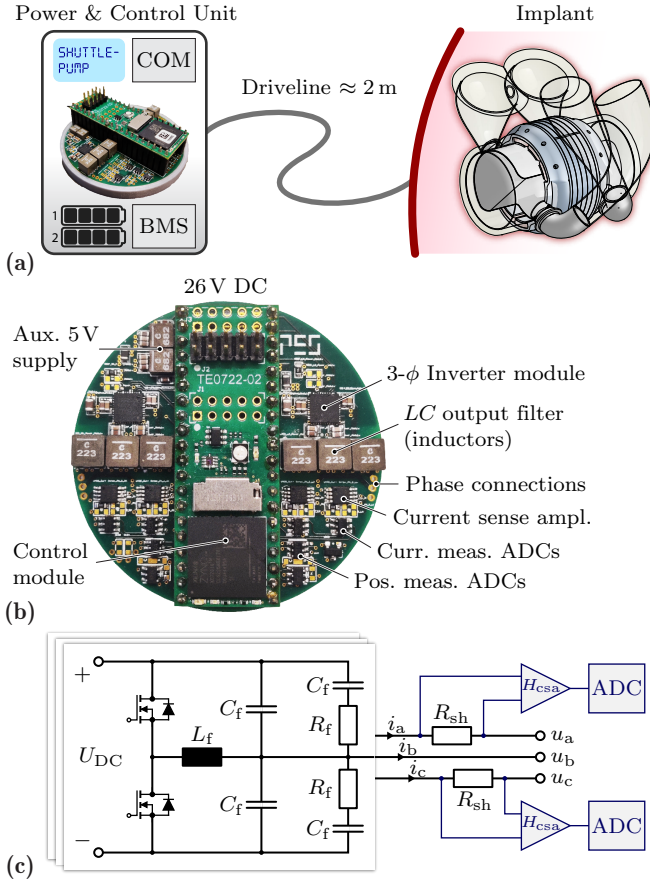 Power & Control Unit
Implant
SHUTTLE-
PUMP
COM
Driveline ≈ 2 m
1
2
BMS
(a)
26 V DC
Aux. 5 V
supply
J2
TE0722-02
J1
3-ϕ Inverter module
LC output filter
(inductors)
C
223
C
223
C
223
C
223
C
223
C
223
Phase connections
Current sense ampl.
Control
module
Curr. meas. ADCs
Pos. meas. ADCs
(b)
+
C_f
C_f
H_csa
ADC
R_f
i_a
R_sh
u_a
U_DC
L_f
i_b
u_b
i_c
u_c
R_f
R_sh
C_f
C_f
H_csa
ADC
−
(c)